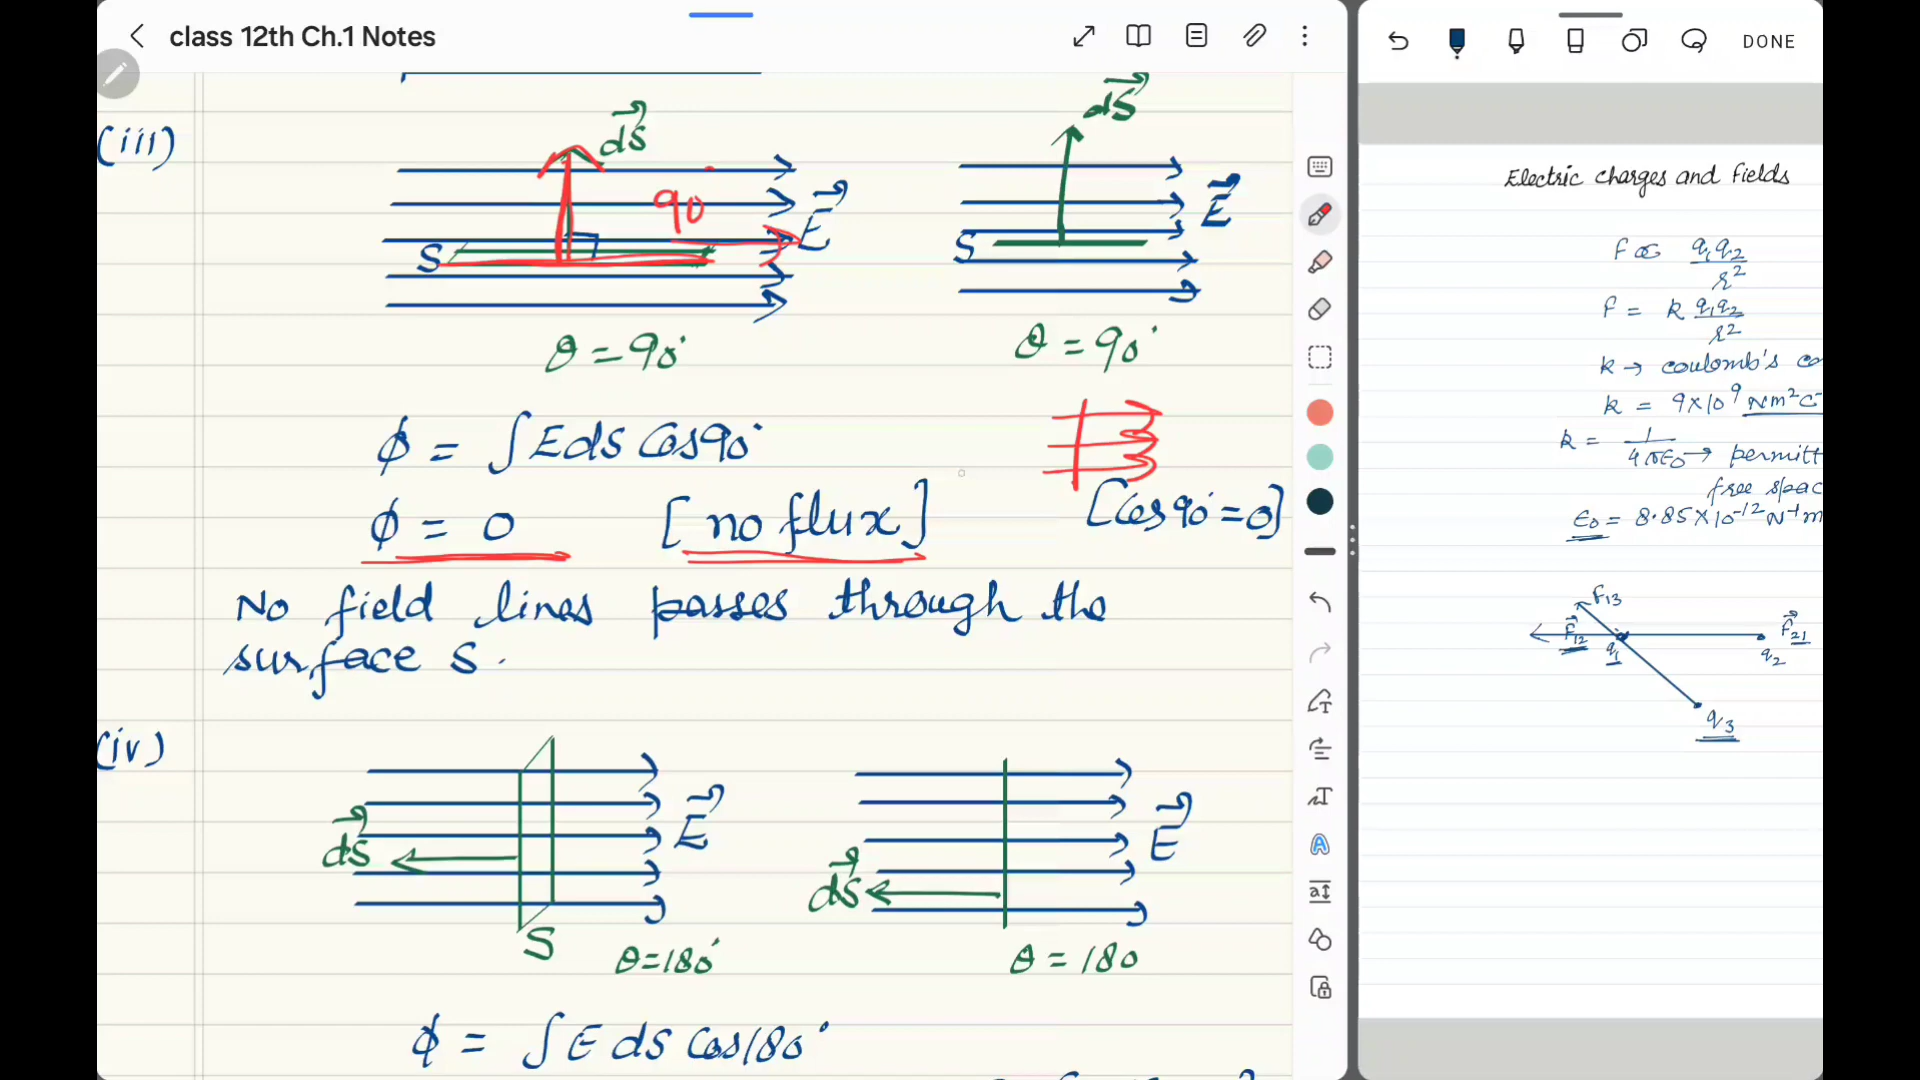 class 12th Ch.1 Notes
(iii)
dS
90
E
S
θ = 90°
dS
E
S
θ = 90°
ϕ = ∫Eds Cos90°
ϕ = 0 [no flux] [Cos90°=0]
No field lines passes through the
surface S.
(iv)
dS
E
S
θ=180°
dS
E
θ = 180
ϕ = ∫E ds Cos180°
DONE
Electric charges and fields
F ∝ q1q2/r²
F = k q1q2/r²
k → coulomb's co
k = 9×10⁹ Nm²C⁻
k = 1/4πε0 → permitt
free spac
ε0 = 8.85×10⁻¹² N⁻¹m
F13
F12
q1
F21
q2
q3